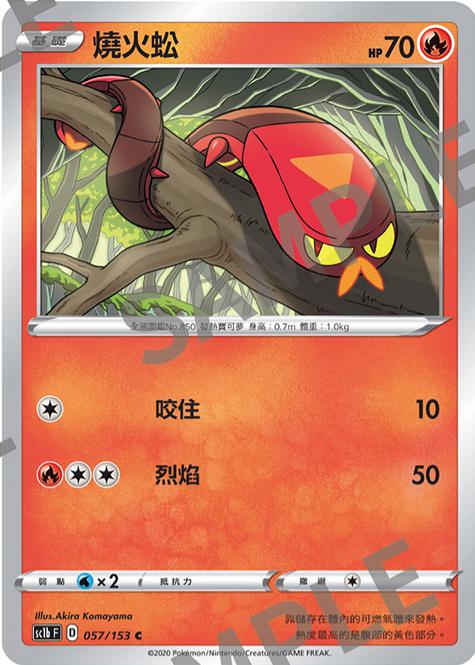 基礎 燒火蚣 HP70
全國圖鑑No.850 發熱寶可夢 身高:0.7m 體重:1.0kg
咬住 10
烈焰 50
弱點 ×2 抵抗力 撤退
Illus.Akira Komayama
sc1b F D 057/153 C
靠儲存在體內的可燃氣體來發熱。
熱度最高的是腹部的黃色部分。
©2020 Pokémon/Nintendo/Creatures/GAME FREAK.
SAMPLE